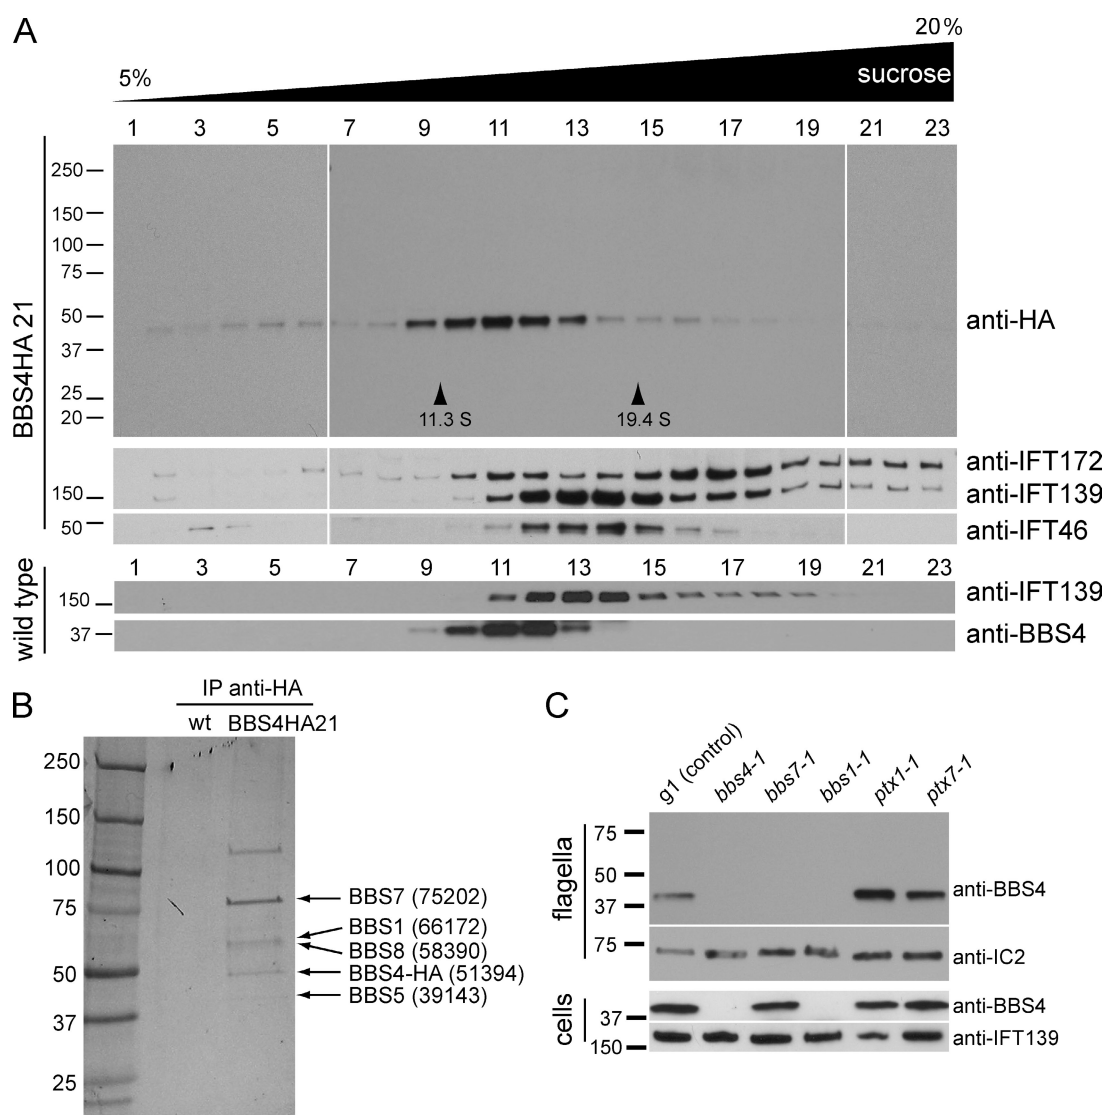 A
5%
20%
sucrose
1 3 5 7 9 11 13 15 17 19 21 23
BBS4HA 21
250
150
100
75
50
37
25
20
anti-HA
11.3 S 19.4 S
anti-IFT172
150 anti-IFT139
50 anti-IFT46
1 3 5 7 9 11 13 15 17 19 21 23
wild type
150 anti-IFT139
37 anti-BBS4
B
IP anti-HA
wt BBS4HA21
250
150
100
75
50
37
25
BBS7 (75202)
BBS1 (66172)
BBS8 (58390)
BBS4-HA (51394)
BBS5 (39143)
C
g1 (control) bbs4-1 bbs7-1 bbs1-1 ptx1-1 ptx7-1
flagella
75
50
37
anti-BBS4
75
anti-IC2
cells
37 anti-BBS4
150 anti-IFT139